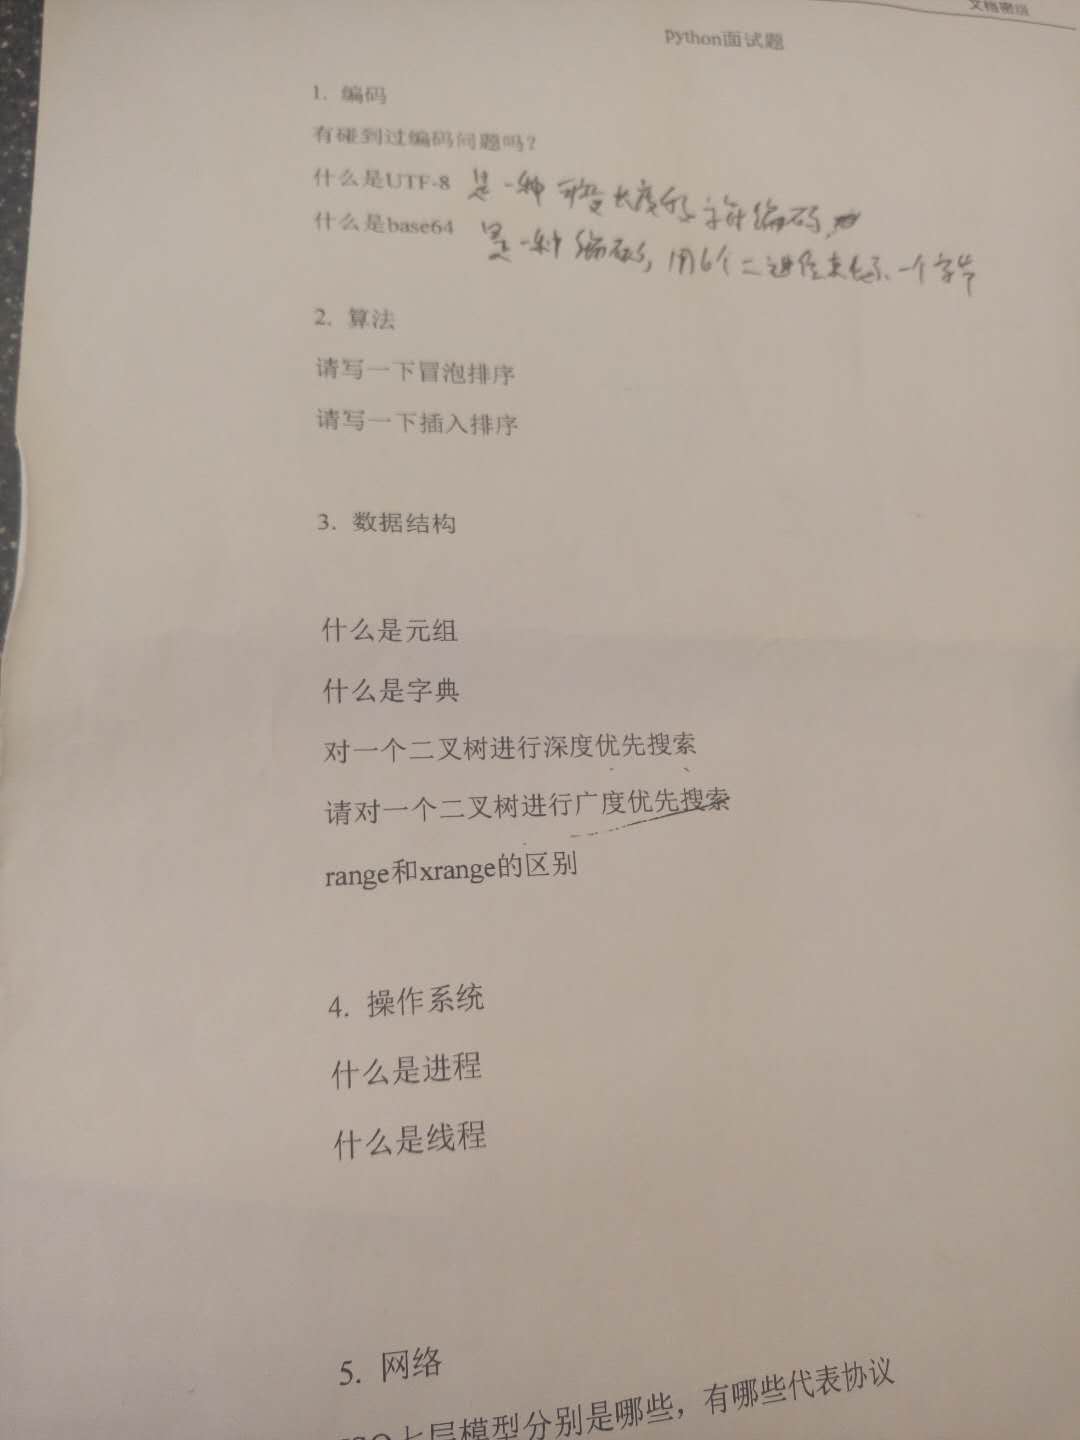 文档密级
python面试题
1. 编码
有碰到过编码问题吗?
什么是UTF-8 是一种可变长度的字符编码,
什么是base64 是一种编码, 用6个二进位来表示一个字节
2. 算法
请写一下冒泡排序
请写一下插入排序
3. 数据结构
什么是元组
什么是字典
对一个二叉树进行深度优先搜索
请对一个二叉树进行广度优先搜索
range和xrange的区别
4. 操作系统
什么是进程
什么是线程
5. 网络
ISO七层模型分别是哪些，有哪些代表协议